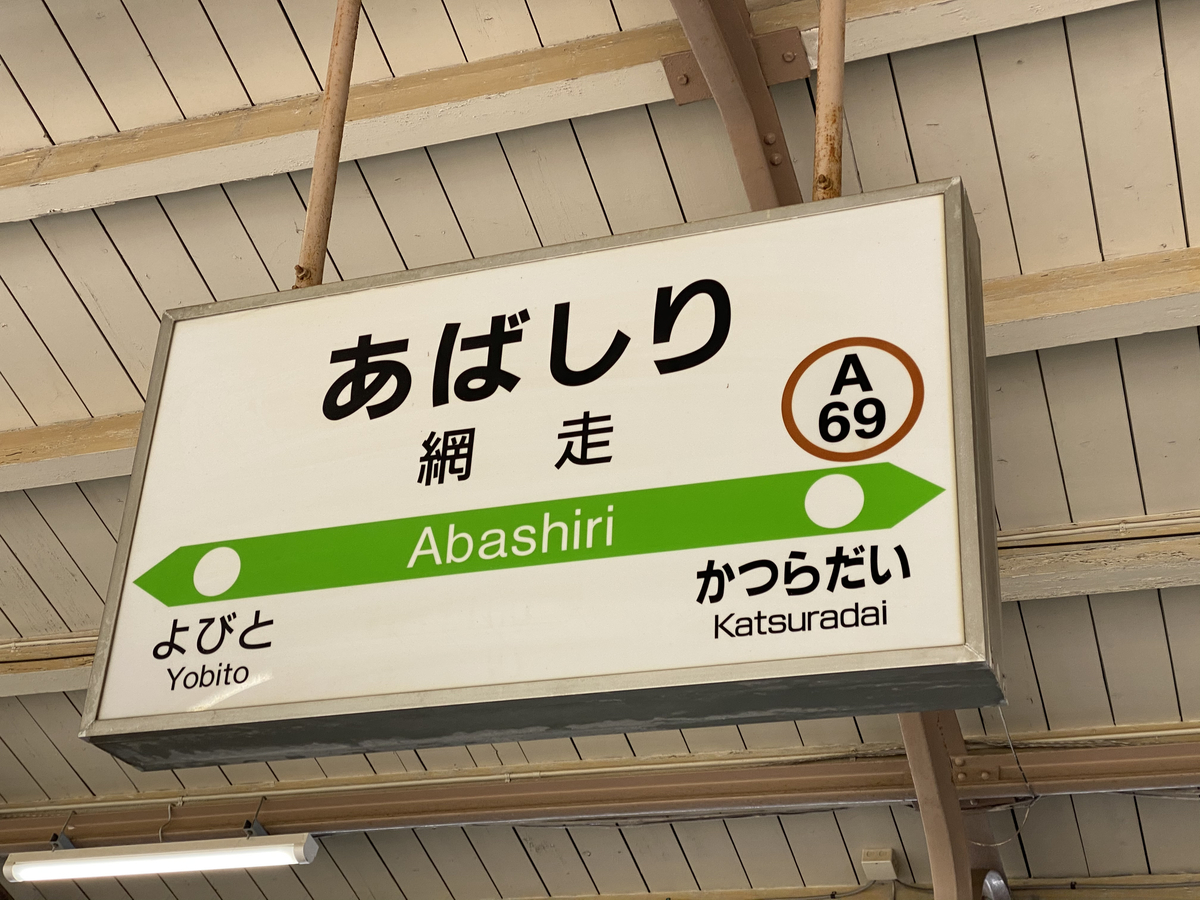 あばしり
網走
A
69
Abashiri
よびと
Yobito
かつらだい
Katsuradai